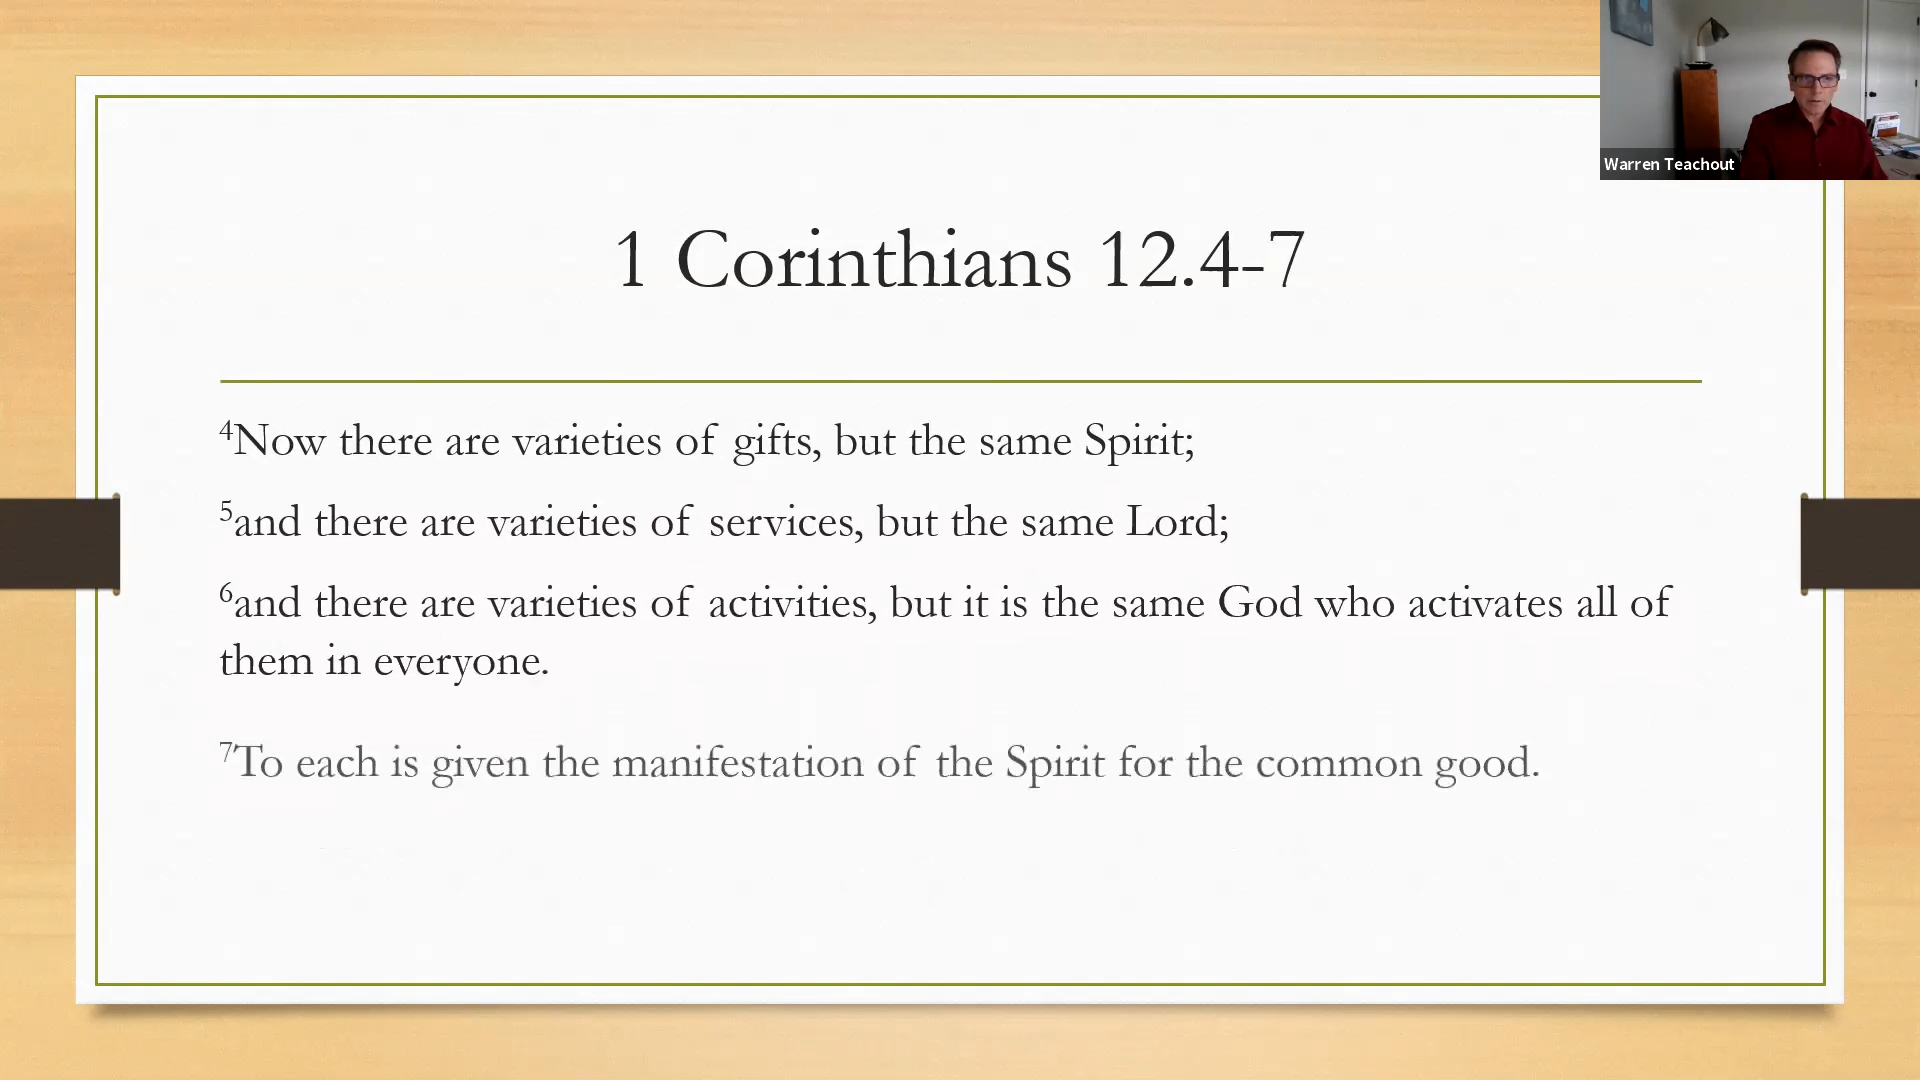 Warren Teachout
1 Corinthians 12.4-7
4Now there are varieties of gifts, but the same Spirit;
5and there are varieties of services, but the same Lord;
6and there are varieties of activities, but it is the same God who activates all of
them in everyone.
7To each is given the manifestation of the Spirit for the common good.